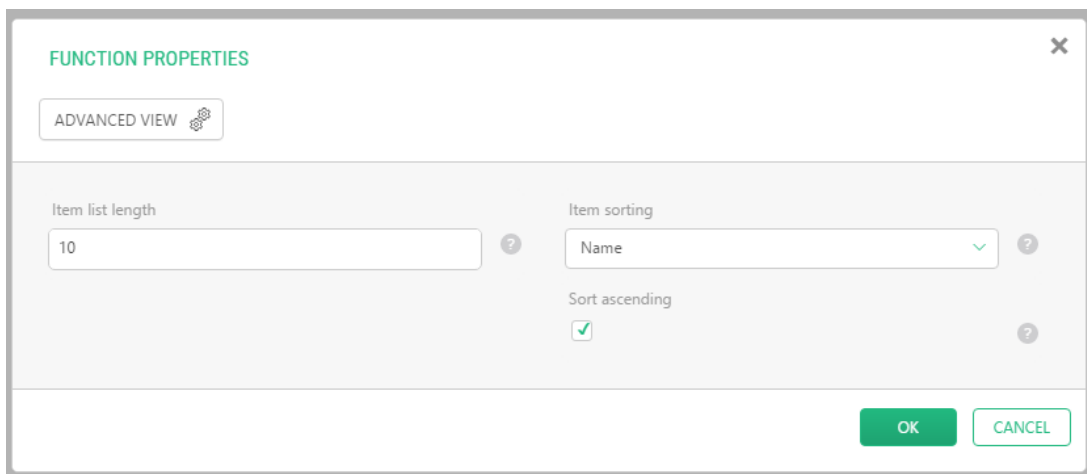 FUNCTION PROPERTIES
ADVANCED VIEW
Item list length
10
?
Item sorting
Name
?
Sort ascending
?
OK
CANCEL